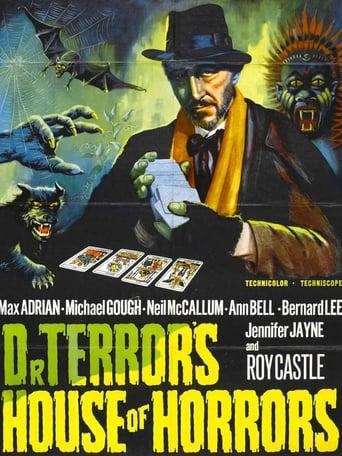 TECHNICOLOR · TECHNISCOPE
Max ADRIAN · Michael GOUGH · Neil McCALLUM · Ann BELL · Bernard LEE
Jennifer JAYNE
and
ROY CASTLE
DR TERROR'S
HOUSE OF HORRORS